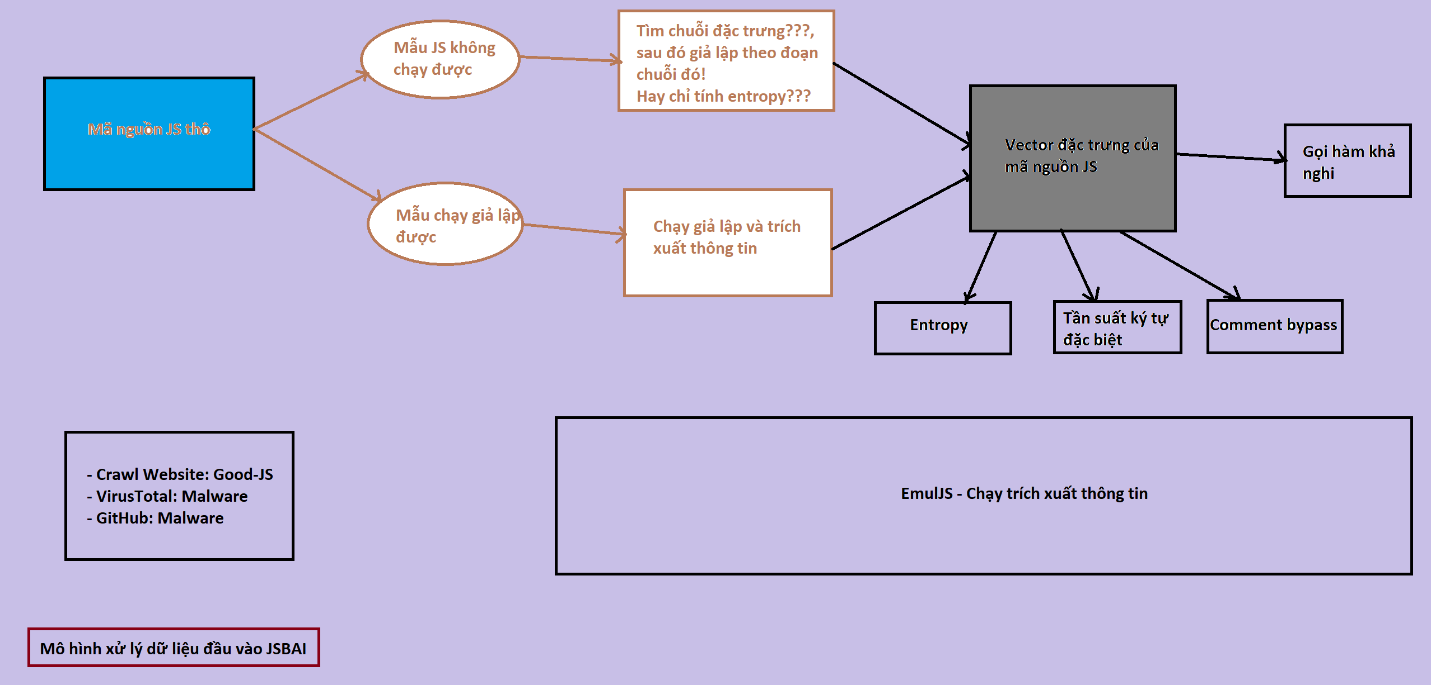 Mã nguồn JS thô
Mẫu JS không
chạy được
Tìm chuỗi đặc trưng???,
sau đó giả lập theo đoạn
chuỗi đó!
Hay chỉ tính entropy???
Mẫu chạy giả lập
được
Chạy giả lập và trích
xuất thông tin
Vector đặc trưng của
mã nguồn JS
Gọi hàm khả
nghi
Entropy
Tần suất ký tự
đặc biệt
Comment bypass
- Crawl Website: Good-JS
- VirusTotal: Malware
- GitHub: Malware
EmulJS - Chạy trích xuất thông tin
Mô hình xử lý dữ liệu đầu vào JSBAI